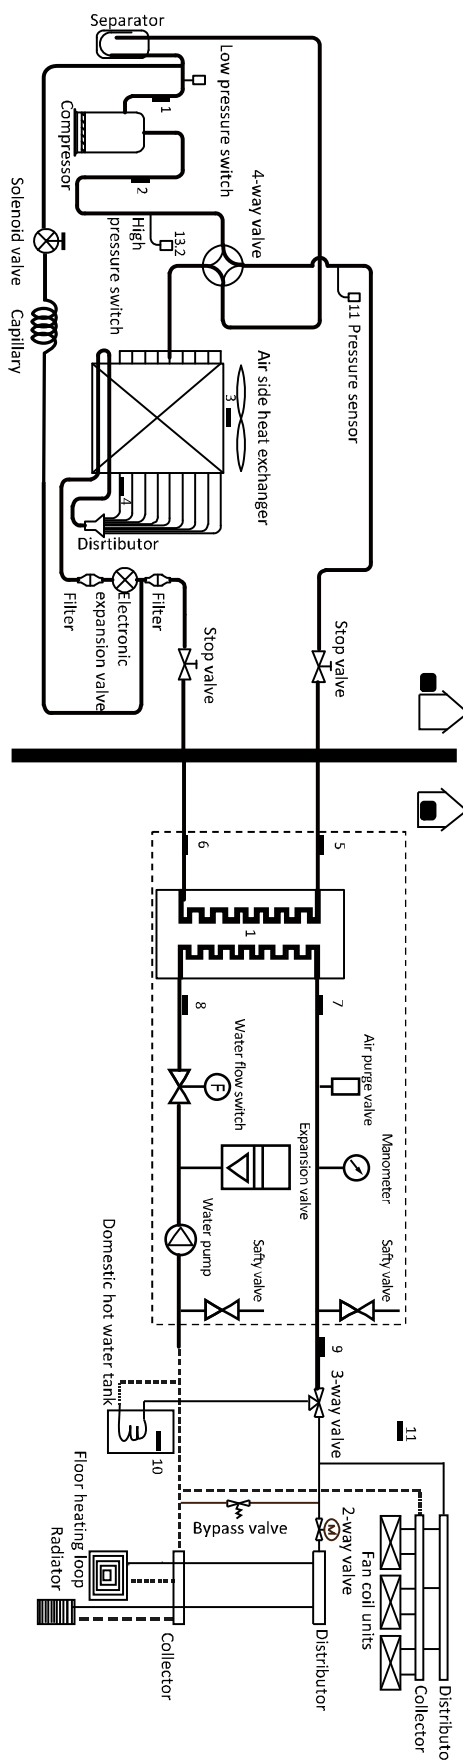 Separator
Low pressure switch
1
Compressor
2
4-way valve
13.2
High
pressure switch
Solenoid valve
Capillary
11 Pressure sensor
Air side heat exchanger
3
4
Disrtibutor
Filter
Electronic
expansion valve
Filter
Stop valve
Stop valve
6
5
1
8
7
Water flow switch
F
Air purge valve
Expansion valve
Manometer
Water pump
Safty valve
Safty valve
Domestic hot water tank
9
3-way valve
10
11
Bypass valve
M
2-way valve
Fan coil units
Floor heating loop
Radiator
Collector
Distributor
Collector
Distributo